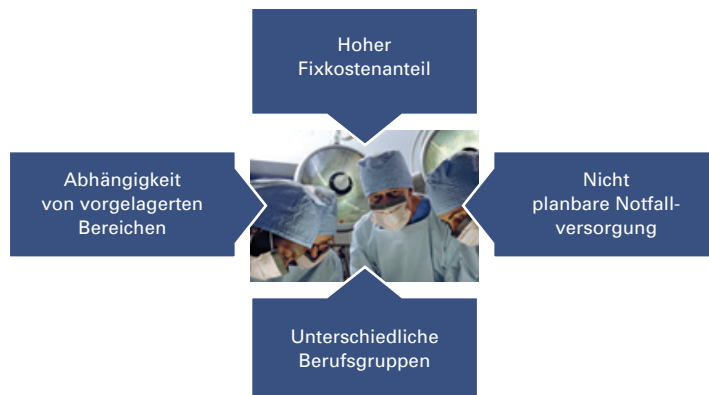 Hoher
Fixkostenanteil
Abhängigkeit
von vorgelagerten
Bereichen
Nicht
planbare Notfall-
versorgung
Unterschiedliche
Berufsgruppen